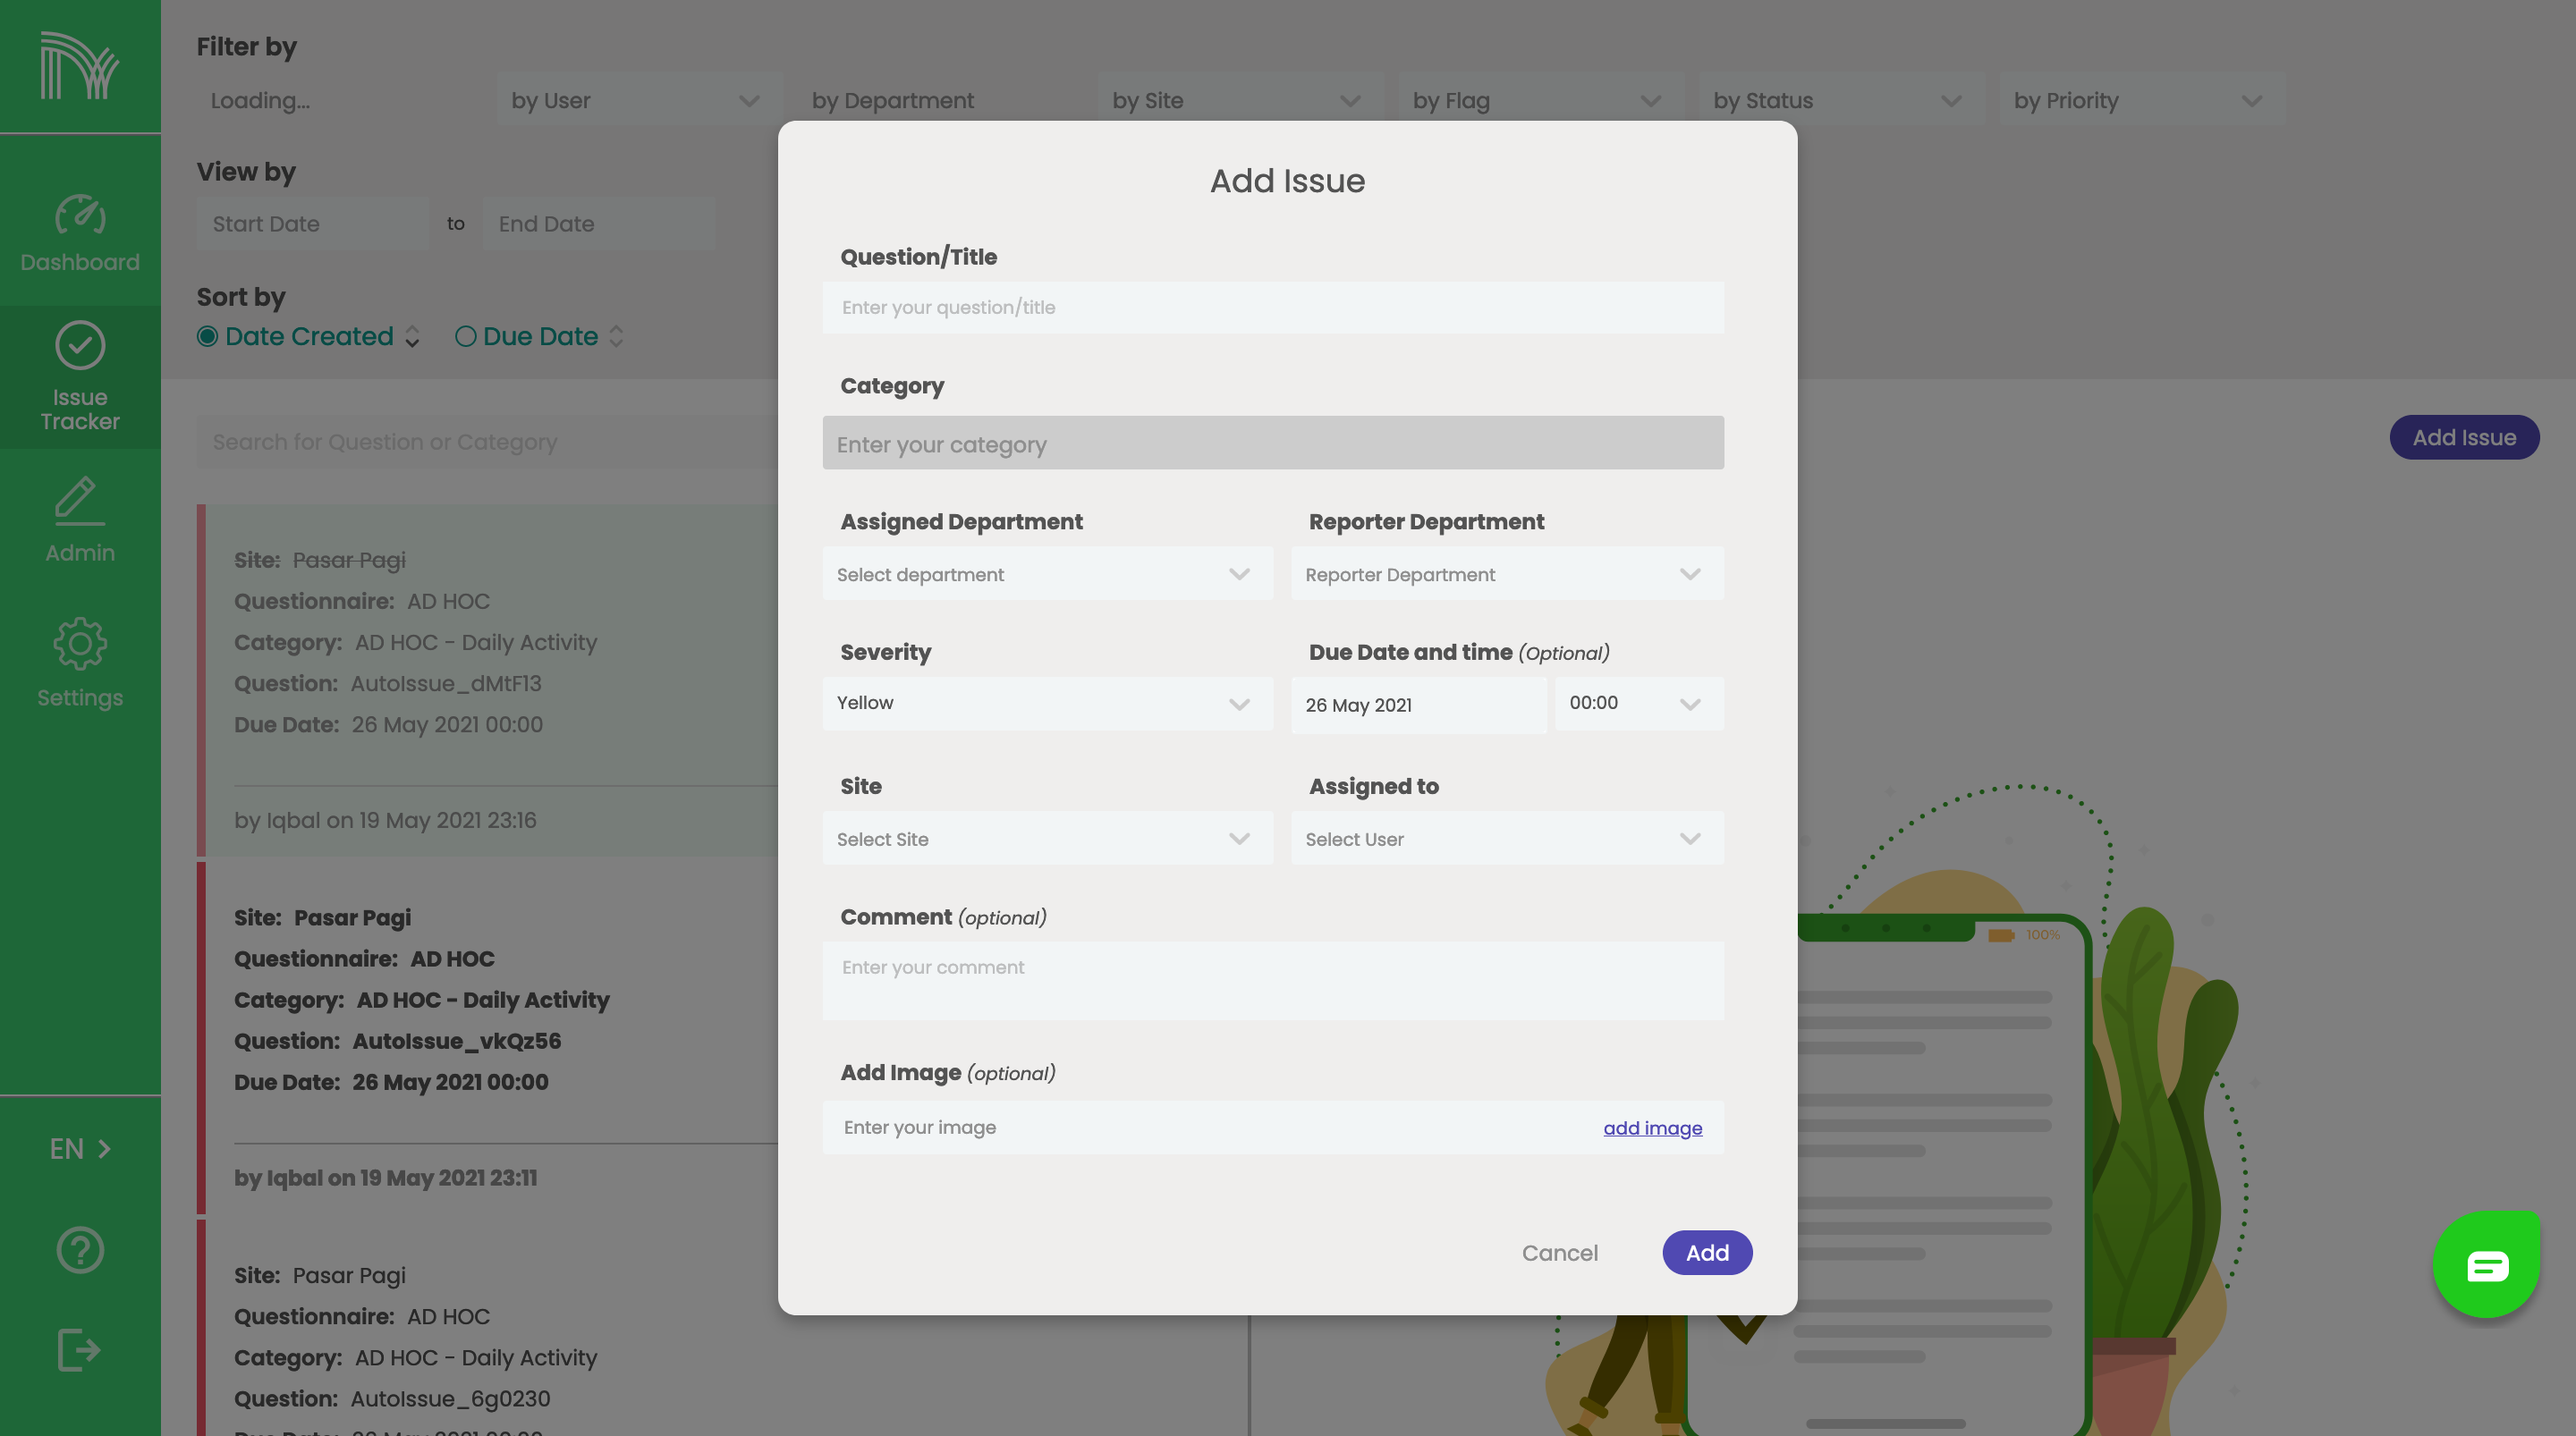 Filter by
Loading...
by User
by Department
by Site
by Flag
by Status
by Priority
View by
Start Date
to
End Date
Sort by
Date Created
Due Date
Search for Question or Category
Dashboard
Issue
Tracker
Admin
Settings
EN
Site: Pasar Pagi
Questionnaire: AD HOC
Category: AD HOC - Daily Activity
Question: AutoIssue_dMtF13
Due Date: 26 May 2021 00:00
by Iqbal on 19 May 2021 23:16
Site: Pasar Pagi
Questionnaire: AD HOC
Category: AD HOC - Daily Activity
Question: AutoIssue_vkQz56
Due Date: 26 May 2021 00:00
by Iqbal on 19 May 2021 23:11
Site: Pasar Pagi
Questionnaire: AD HOC
Category: AD HOC - Daily Activity
Question: AutoIssue_6g0230
Add Issue
Question/Title
Enter your question/title
Category
Enter your category
Assigned Department
Select department
Reporter Department
Reporter Department
Severity
Yellow
Due Date and time (Optional)
26 May 2021
00:00
Site
Select Site
Assigned to
Select User
Comment (optional)
Enter your comment
Add Image (optional)
Enter your image
add image
Cancel
Add
Add Issue
100%